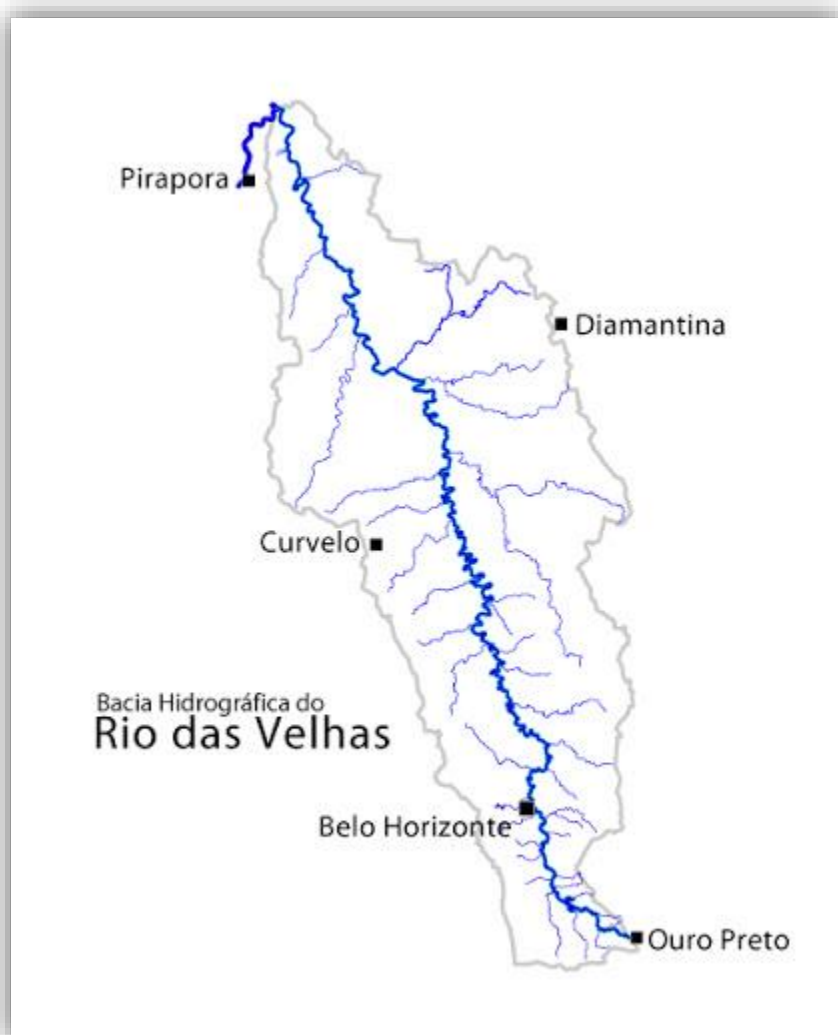 Pirapora
Diamantina
Curvelo
Bacia Hidrográfica do
Rio das Velhas
Belo Horizonte
Ouro Preto